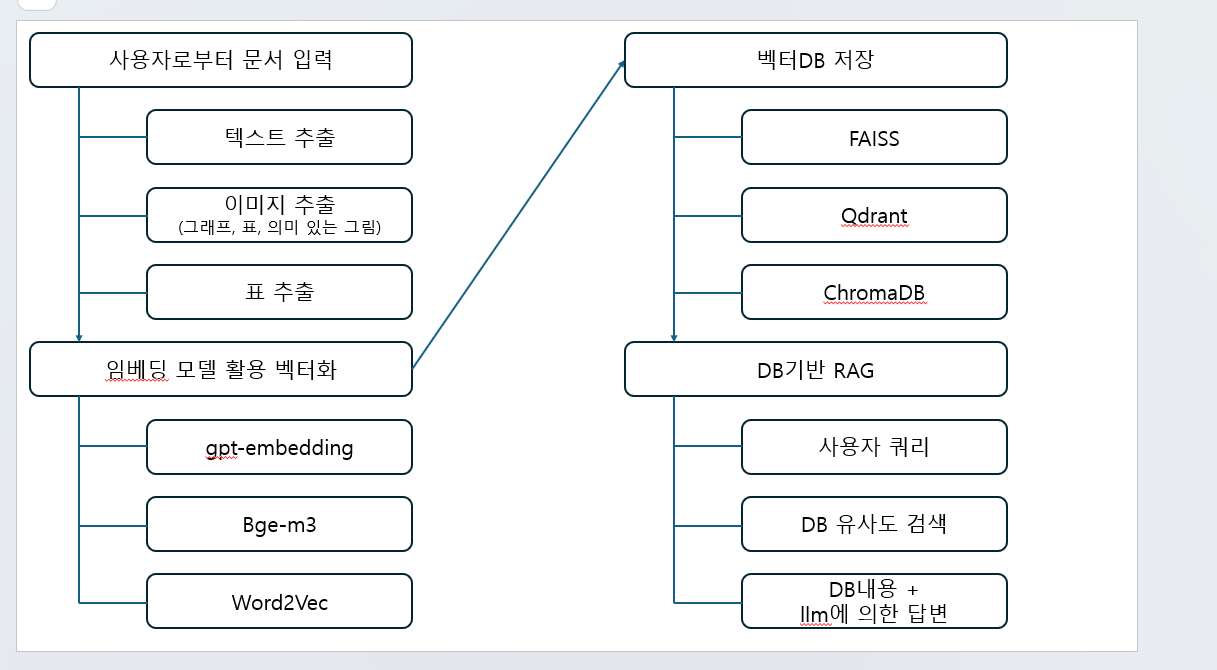 사용자로부터 문서 입력
텍스트 추출
이미지 추출
(그래프, 표, 의미 있는 그림)
표 추출
임베딩 모델 활용 벡터화
gpt-embedding
Bge-m3
Word2Vec
벡터DB 저장
FAISS
Qdrant
ChromaDB
DB기반 RAG
사용자 쿼리
DB 유사도 검색
DB내용 +
llm에 의한 답변